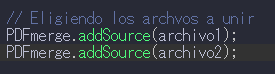 // Eligiendo los archvos a unir
PDFmerge.addSource(archivo1);
PDFmerge.addSource(archivo2);